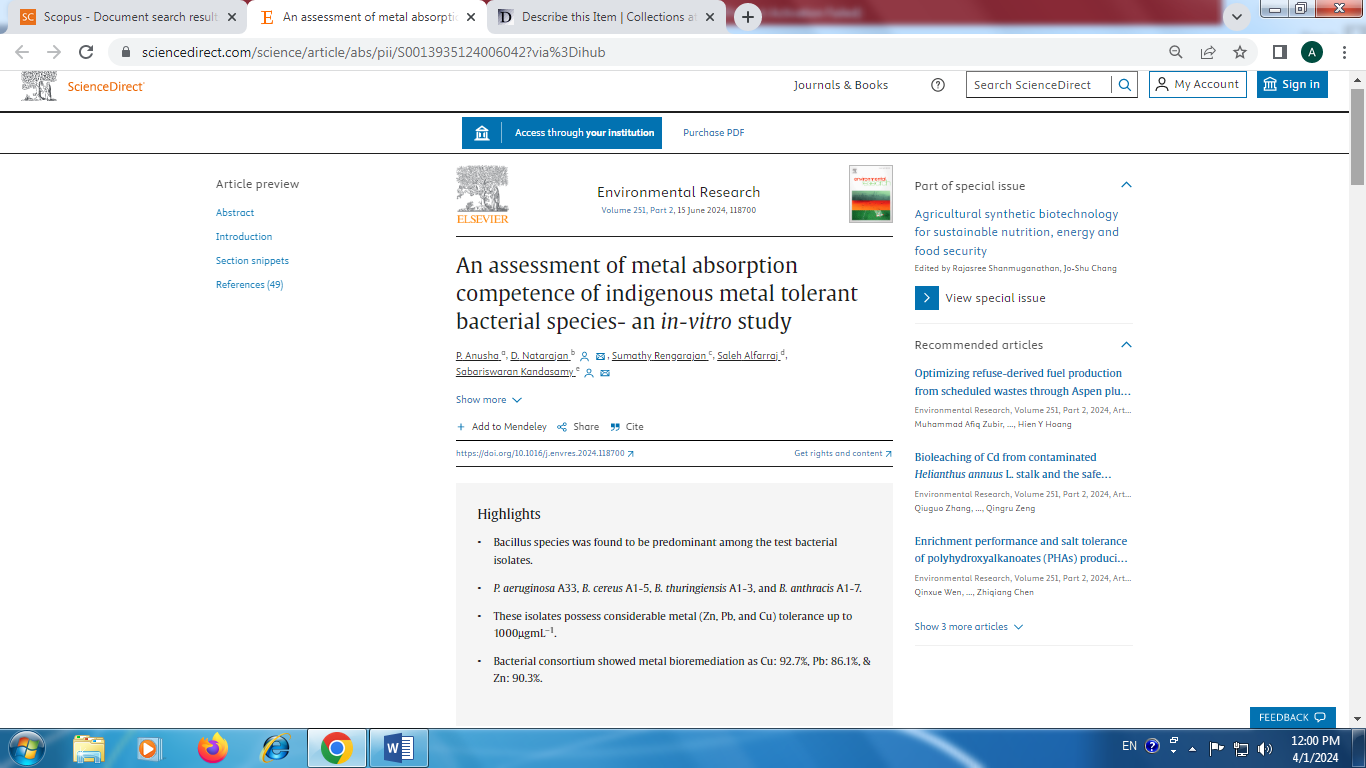 Scopus - Document search result
An assessment of metal absorptio
Describe this Item | Collections a
sciencedirect.com/science/article/abs/pii/S0013935124006042?via%3Dihub
A
ScienceDirect
Journals & Books
Search ScienceDirect
My Account
Sign in
Access through your institution
Purchase PDF
Article preview
Abstract
Introduction
Section snippets
References (49)
ELSEVIER
Environmental Research
Volume 251, Part 2, 15 June 2024, 118700
An assessment of metal absorption
competence of indigenous metal tolerant
bacterial species- an in-vitro study
P. Anusha a, D. Natarajan b, Sumathy Rengarajan c, Saleh Alfarraj d,
Sabariswaran Kandasamy e
Show more
+ Add to Mendeley Share Cite
https://doi.org/10.1016/j.envres.2024.118700
Get rights and content
Highlights
• Bacillus species was found to be predominant among the test bacterial
isolates.
• P. aeruginosa A33, B. cereus A1-5, B. thuringiensis A1-3, and B. anthracis A1-7.
• These isolates possess considerable metal (Zn, Pb, and Cu) tolerance up to
1000μgmL−1.
• Bacterial consortium showed metal bioremediation as Cu: 92.7%, Pb: 86.1%, &
Zn: 90.3%.
Part of special issue
Agricultural synthetic biotechnology
for sustainable nutrition, energy and
food security
Edited by Rajasree Shanmuganathan, Jo-Shu Chang
View special issue
Recommended articles
Optimizing refuse-derived fuel production
from scheduled wastes through Aspen plu...
Environmental Research, Volume 251, Part 2, 2024, Art...
Muhammad Afiq Zubir, ..., Hien Y Hoang
Bioleaching of Cd from contaminated
Helianthus annuus L. stalk and the safe...
Environmental Research, Volume 251, Part 2, 2024, Art...
Qiuguo Zhang, ..., Qingru Zeng
Enrichment performance and salt tolerance
of polyhydroxyalkanoates (PHAs) produci...
Environmental Research, Volume 251, Part 2, 2024, Art...
Qinxue Wen, ..., Zhiqiang Chen
Show 3 more articles
FEEDBACK
EN
12:00 PM
4/1/2024